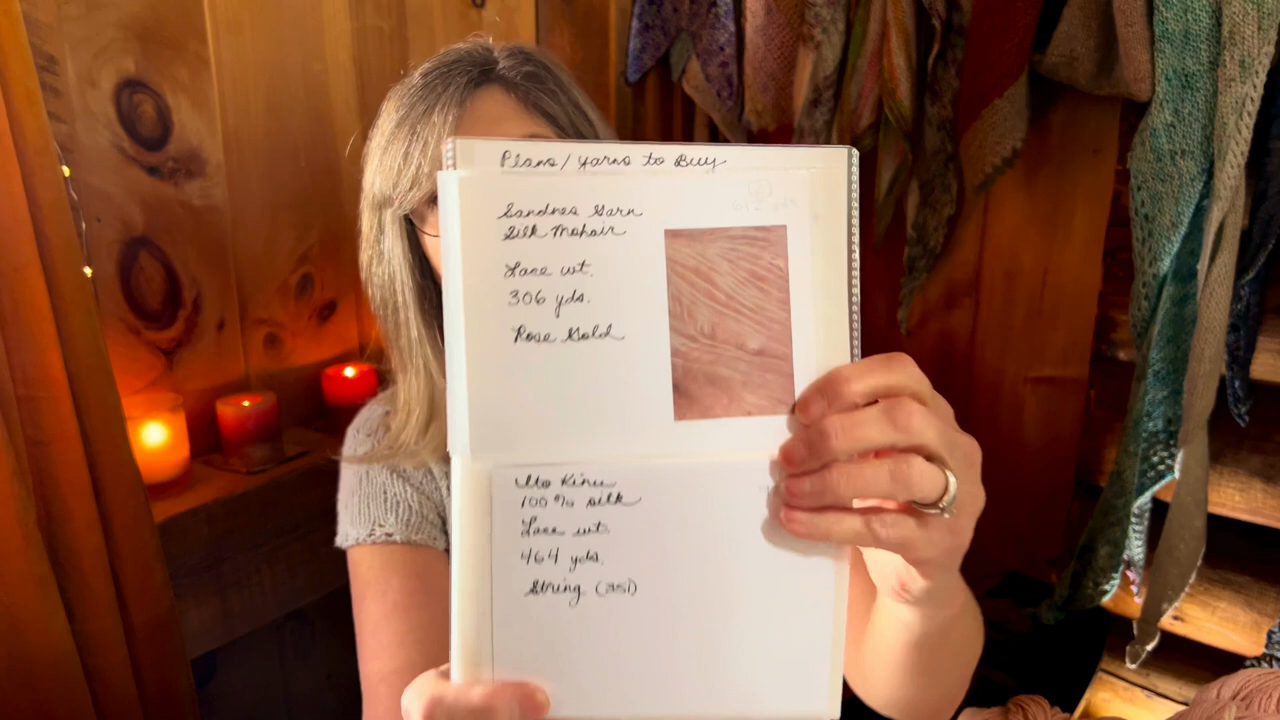 Plans/Yarns to Buy
Sandnes Garn
Silk Mohair
Lace wt.
306 yds.
Rose Gold
Kinu
100% silk
Lace wt.
464 yds.
String (351)